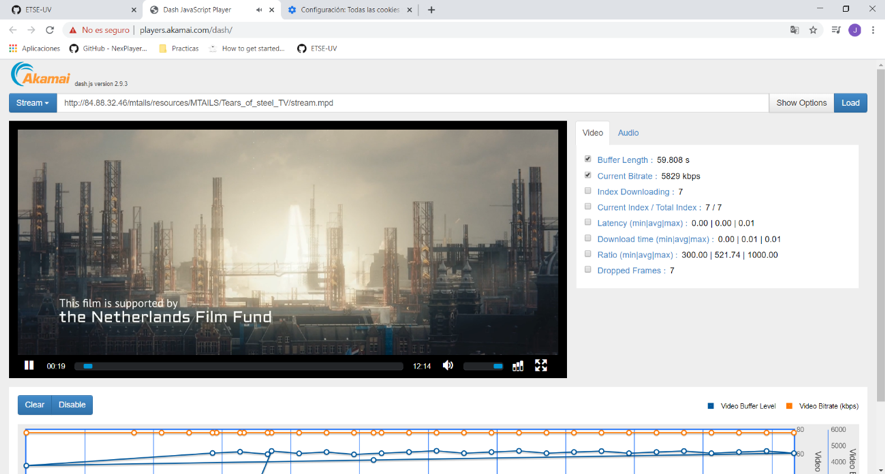 ETSE-UV
Dash JavaScript Player
Configuración: Todas las cookies
No es seguro | players.akamai.com/dash/
J
Aplicaciones
GitHub - NexPlayer...
Practicas
How to get started...
ETSE-UV
Akamai dash.js version 2.9.3
Stream
http://84.88.32.46/mtails/resources/MTAILS/Tears_of_steel_TV/stream.mpd
Show Options
Load
This film is supported by
the Netherlands Film Fund
00:19
12:14
Video
Audio
Buffer Length : 59.808 s
Current Bitrate : 5829 kbps
Index Downloading : 7
Current Index / Total Index : 7 / 7
Latency (min|avg|max) : 0.00 | 0.00 | 0.01
Download time (min|avg|max) : 0.00 | 0.01 | 0.01
Ratio (min|avg|max) : 300.00 | 521.74 | 1000.00
Dropped Frames : 7
Clear
Disable
Video Buffer Level
Video Bitrate (kbps)
80
60
Video
6000
5000
4000
Video